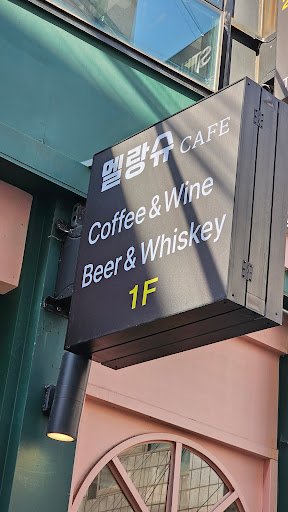 멜랑슈 CAFE
Coffee & Wine
Beer & Whiskey
1F